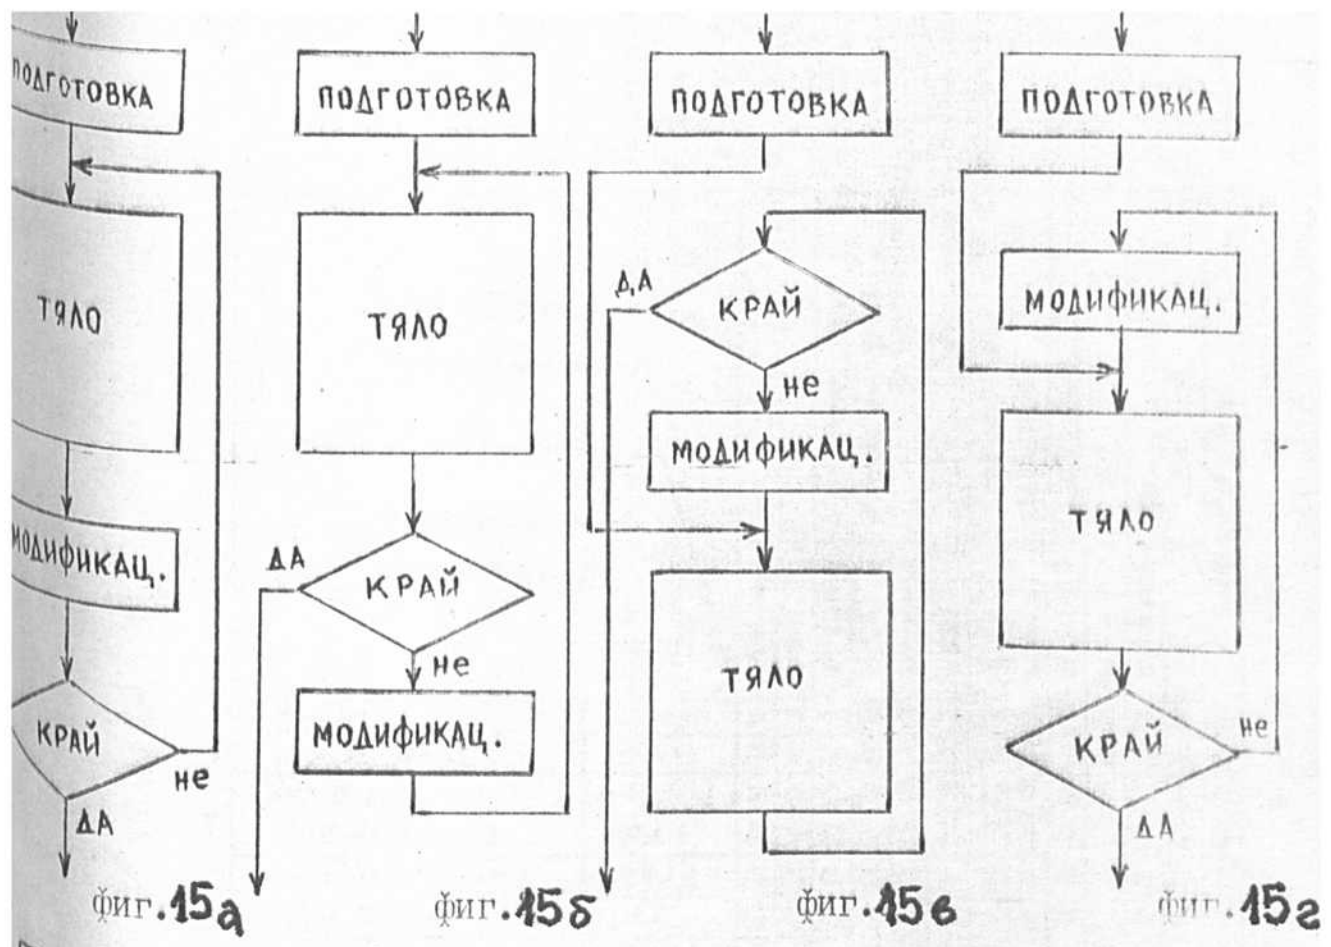 ПОДГОТОВКА
ТЯЛО
МОДИФИКАЦ.
КРАЙ
не
ДА
фиг.15а
ПОДГОТОВКА
ТЯЛО
ДА
КРАЙ
не
МОДИФИКАЦ.
фиг.15б
ПОДГОТОВКА
ДА
КРАЙ
не
МОДИФИКАЦ.
ТЯЛО
фиг.15в
ПОДГОТОВКА
МОДИФИКАЦ.
ТЯЛО
КРАЙ
не
ДА
фиг.15г